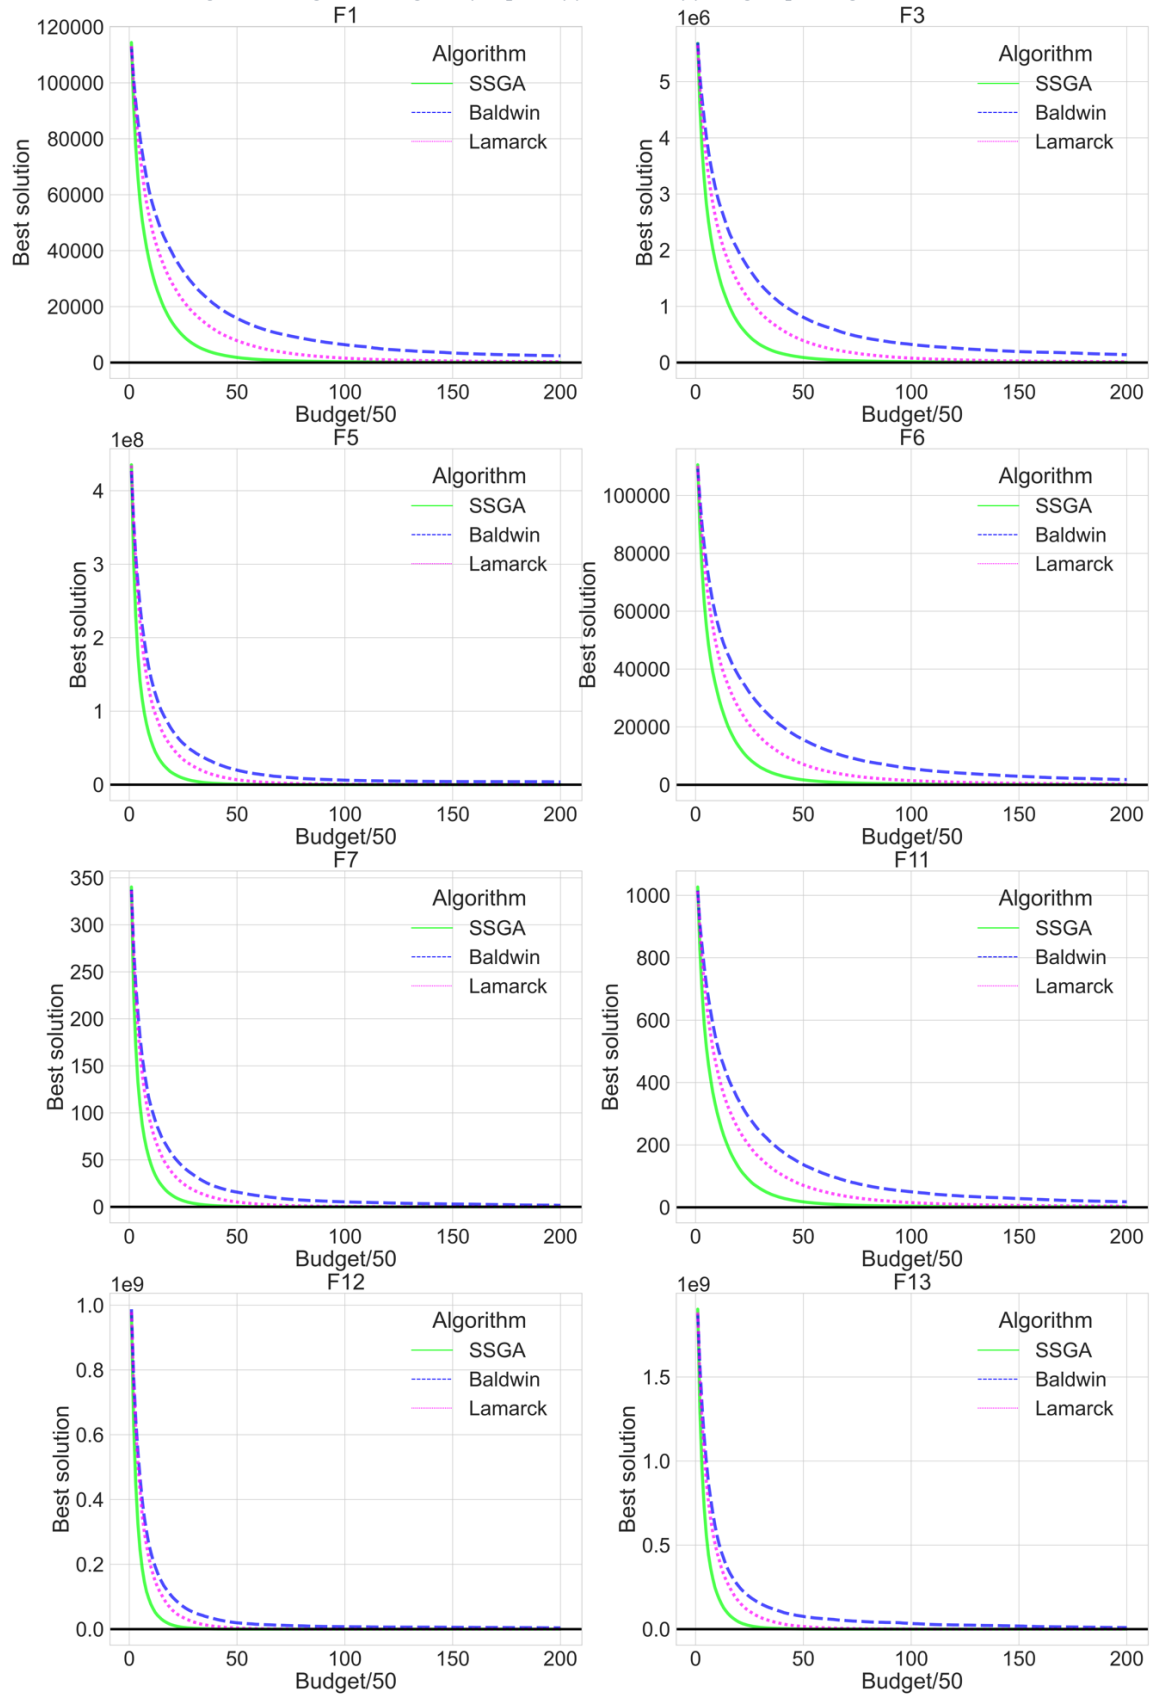 F1
120000
100000
80000
60000
40000
20000
0
Best solution
Algorithm
SSGA
Baldwin
Lamarck
0 50 100 150 200
Budget/50
F3
1e6
5
4
3
2
1
0
Best solution
Algorithm
SSGA
Baldwin
Lamarck
0 50 100 150 200
Budget/50
F5
1e8
4
3
2
1
0
Best solution
Algorithm
SSGA
Baldwin
Lamarck
0 50 100 150 200
Budget/50
F6
100000
80000
60000
40000
20000
0
Best solution
Algorithm
SSGA
Baldwin
Lamarck
0 50 100 150 200
Budget/50
F7
350
300
250
200
150
100
50
0
Best solution
Algorithm
SSGA
Baldwin
Lamarck
0 50 100 150 200
Budget/50
F11
1000
800
600
400
200
0
Best solution
Algorithm
SSGA
Baldwin
Lamarck
0 50 100 150 200
Budget/50
F12
1e9
1.0
0.8
0.6
0.4
0.2
0.0
Best solution
Algorithm
SSGA
Baldwin
Lamarck
0 50 100 150 200
Budget/50
F13
1e9
1.5
1.0
0.5
0.0
Best solution
Algorithm
SSGA
Baldwin
Lamarck
0 50 100 150 200
Budget/50